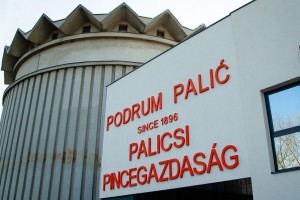 PODRUM PALIĆ
SINCE 1896
PALICSI
PINCEGAZDASÁG